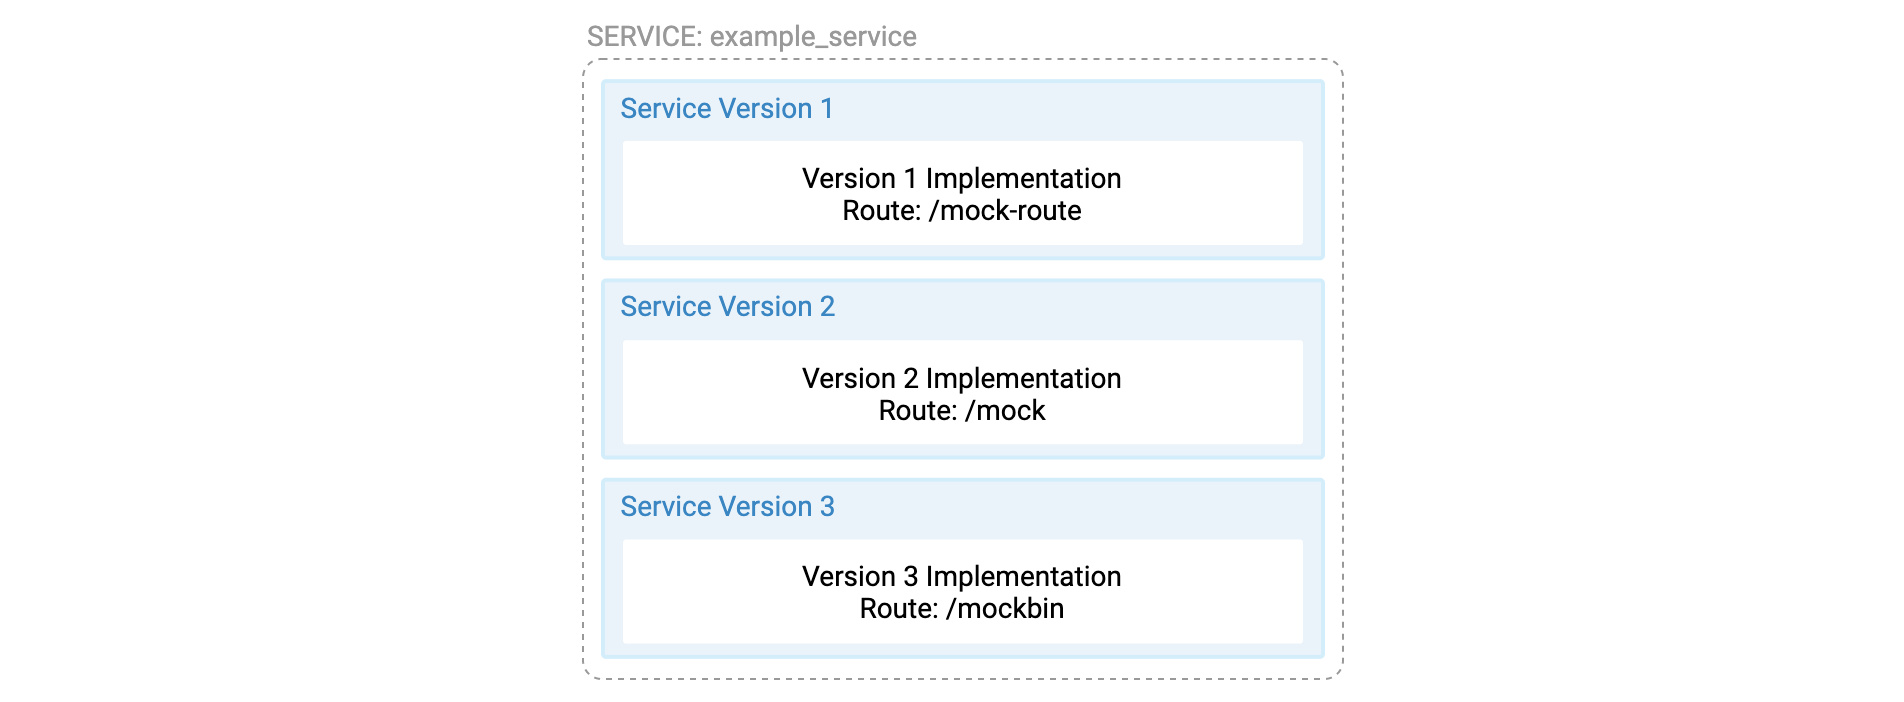 SERVICE: example_service
Service Version 1
Version 1 Implementation
Route: /mock-route
Service Version 2
Version 2 Implementation
Route: /mock
Service Version 3
Version 3 Implementation
Route: /mockbin